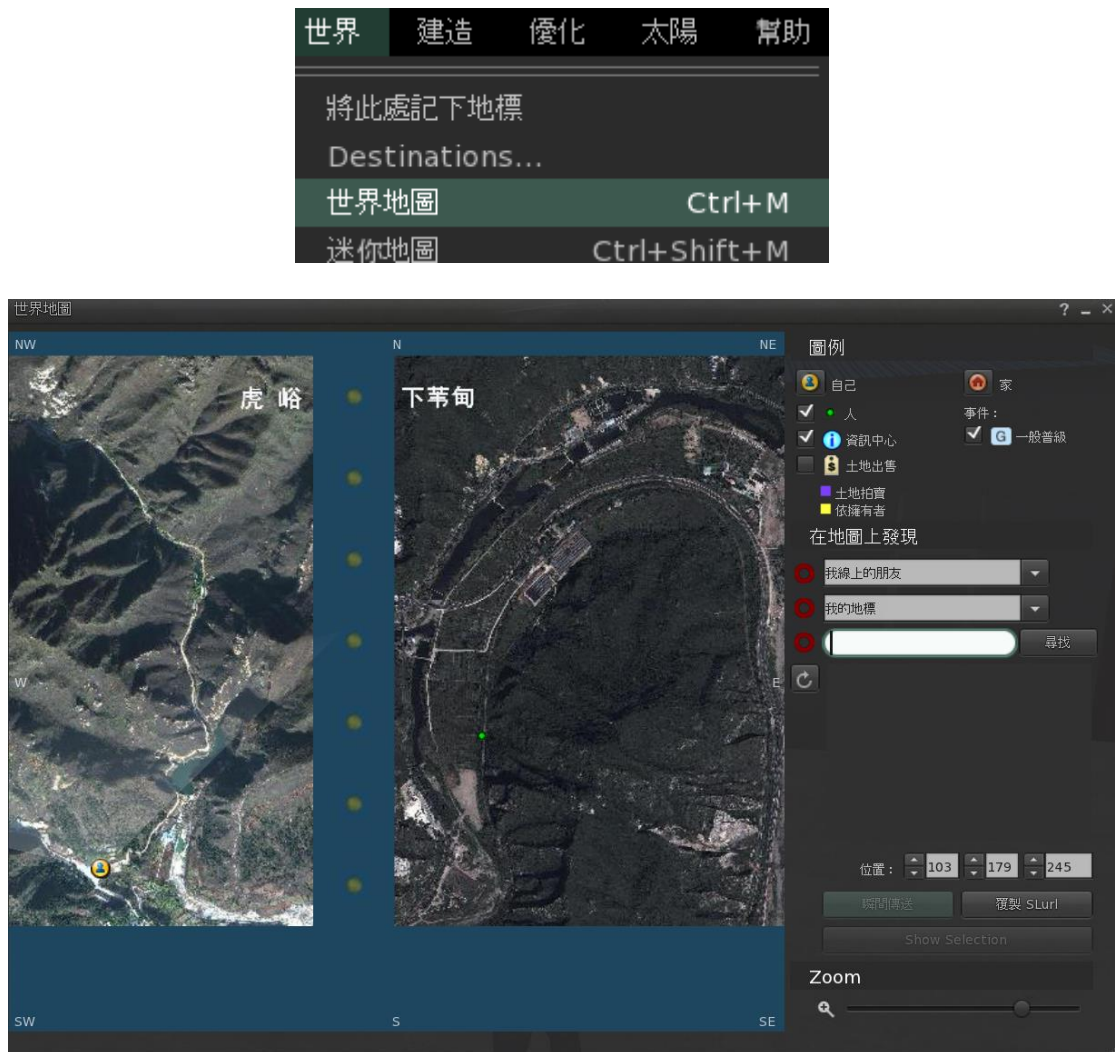 世界 建造 優化 太陽 幫助
將此處記下地標
Destinations...
世界地圖 Ctrl+M
迷你地圖 Ctrl+Shift+M
世界地圖 ? _ ×
NW N NE
虎 峪 下苇甸
W E
SW S SE
圖例
自己 家
人 事件：
資訊中心 G 一般普級
土地出售
土地拍賣
依擁有者
在地圖上發現
我線上的朋友
我的地標
尋找
位置： 103 179 245
瞬間傳送 覆製 SLurl
Show Selection
Zoom